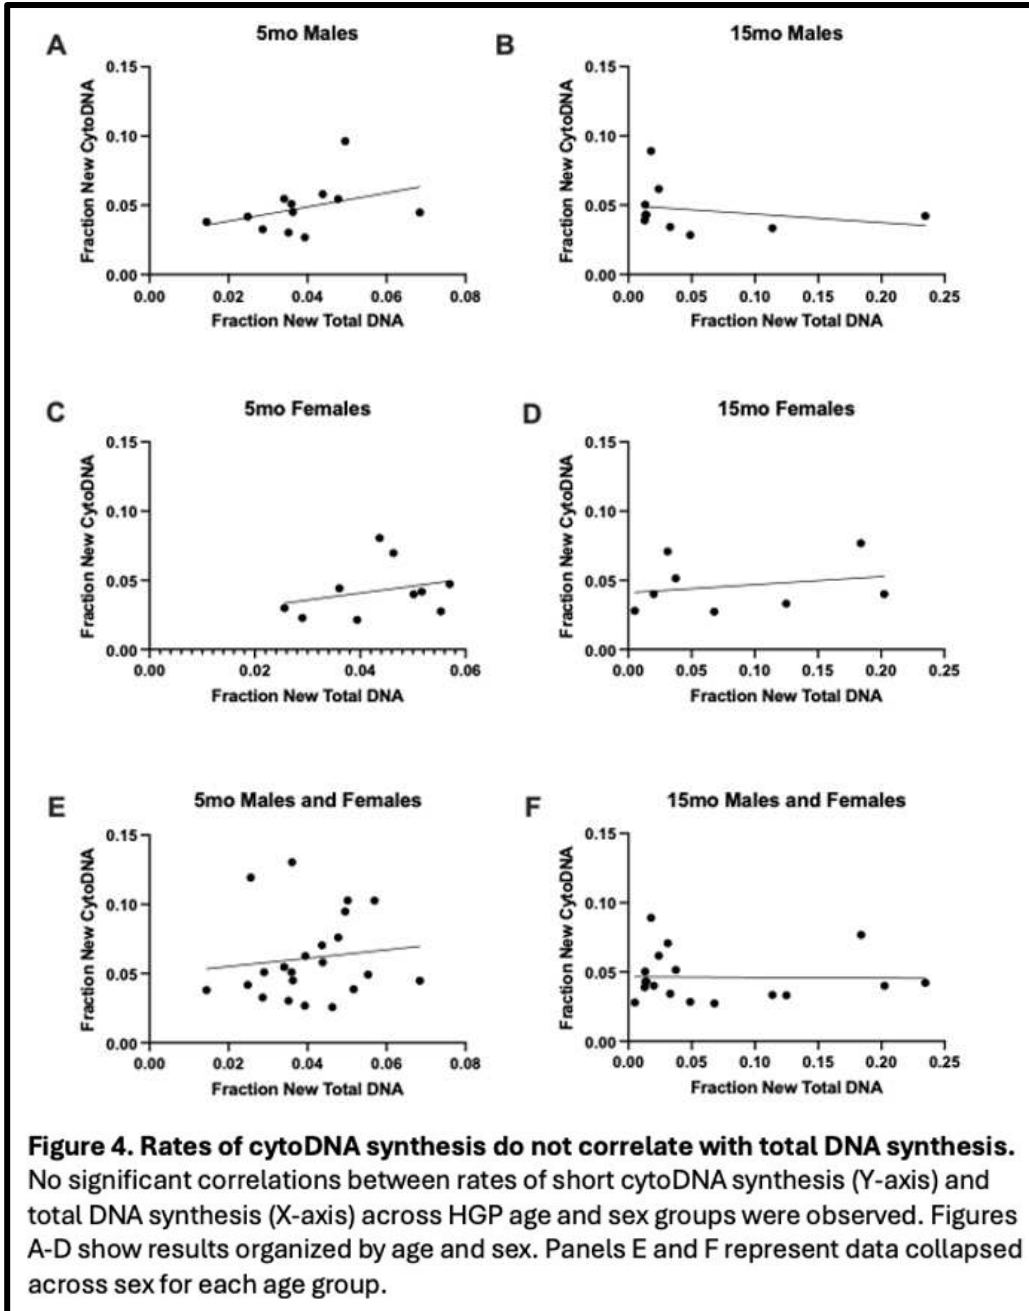 A
5mo Males
Fraction New CytoDNA
0.15
0.10
0.05
0.00
0.00 0.02 0.04 0.06 0.08
Fraction New Total DNA
B
15mo Males
Fraction New CytoDNA
0.15
0.10
0.05
0.00
0.00 0.05 0.10 0.15 0.20 0.25
Fraction New Total DNA
C
5mo Females
Fraction New CytoDNA
0.15
0.10
0.05
0.00
0.00 0.02 0.04 0.06
Fraction New Total DNA
D
15mo Females
Fraction New CytoDNA
0.15
0.10
0.05
0.00
0.00 0.05 0.10 0.15 0.20 0.25
Fraction New Total DNA
E
5mo Males and Females
Fraction New CytoDNA
0.15
0.10
0.05
0.00
0.00 0.02 0.04 0.06 0.08
Fraction New Total DNA
F
15mo Males and Females
Fraction New CytoDNA
0.15
0.10
0.05
0.00
0.00 0.05 0.10 0.15 0.20 0.25
Fraction New Total DNA
Figure 4. Rates of cytoDNA synthesis do not correlate with total DNA synthesis.
No significant correlations between rates of short cytoDNA synthesis (Y-axis) and
total DNA synthesis (X-axis) across HGP age and sex groups were observed. Figures
A-D show results organized by age and sex. Panels E and F represent data collapsed
across sex for each age group.